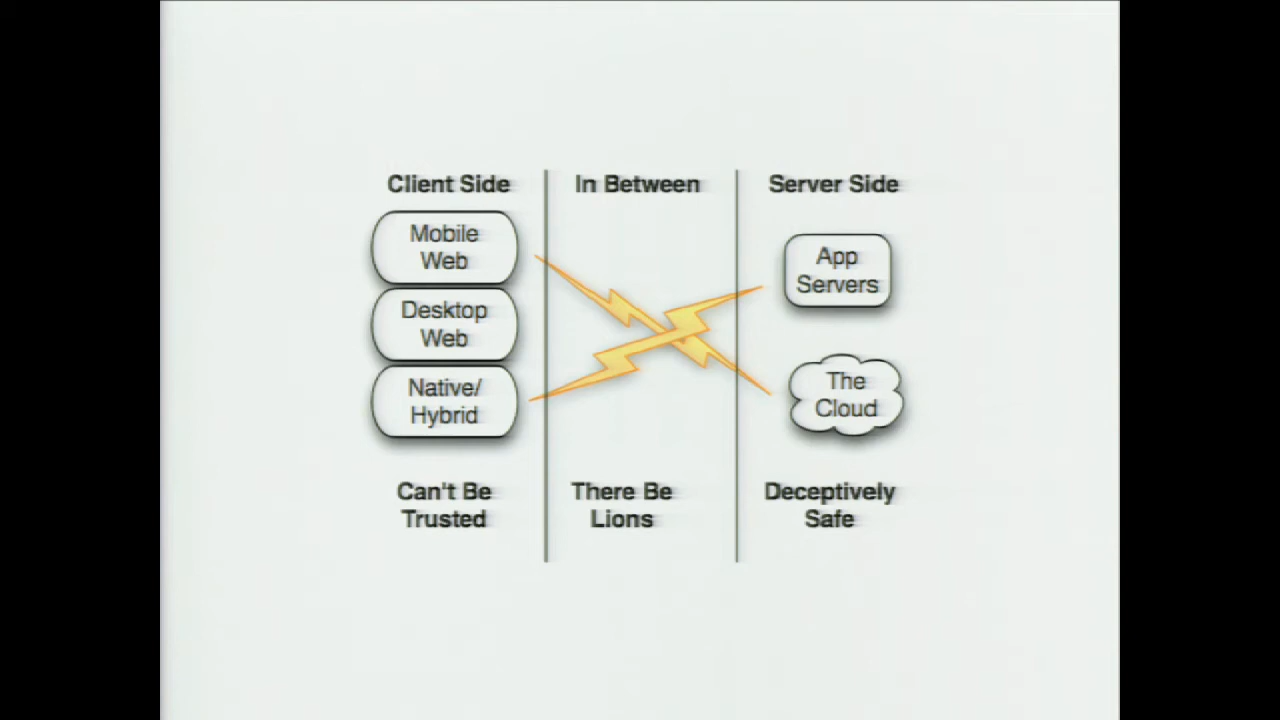 Client Side
In Between
Server Side
Mobile
Web
Desktop
Web
Native/
Hybrid
App
Servers
The
Cloud
Can't Be
Trusted
There Be
Lions
Deceptively
Safe